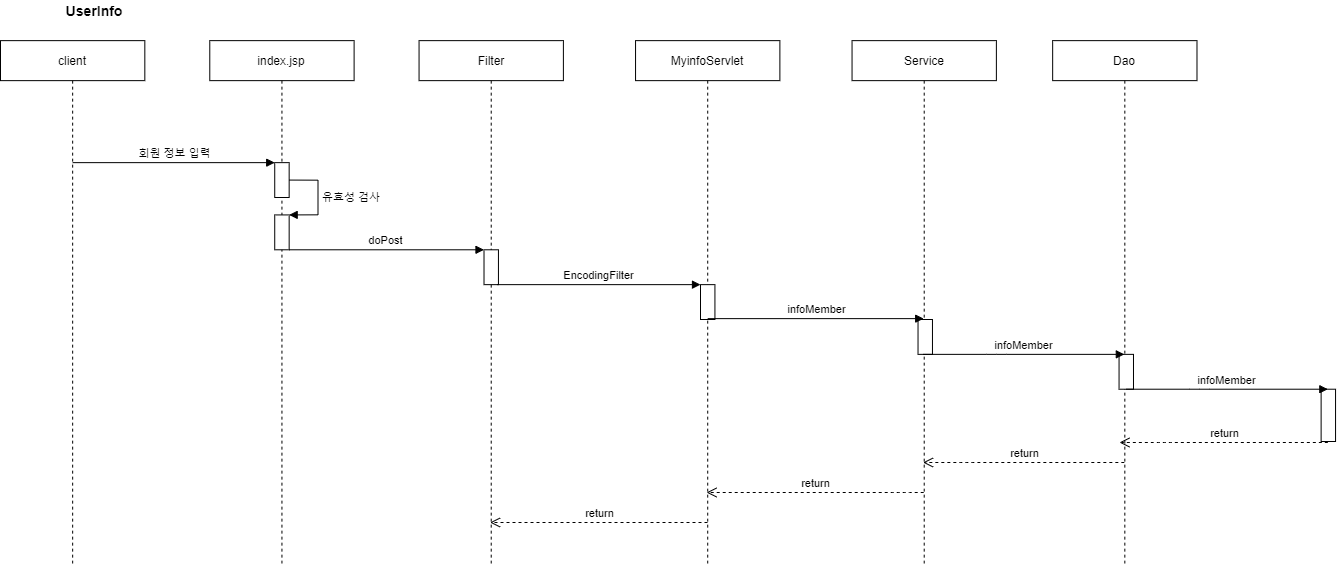 UserInfo
client
index.jsp
Filter
MyinfoServlet
Service
Dao
회원 정보 입력
유효성 검사
doPost
EncodingFilter
infoMember
infoMember
infoMember
return
return
return
return